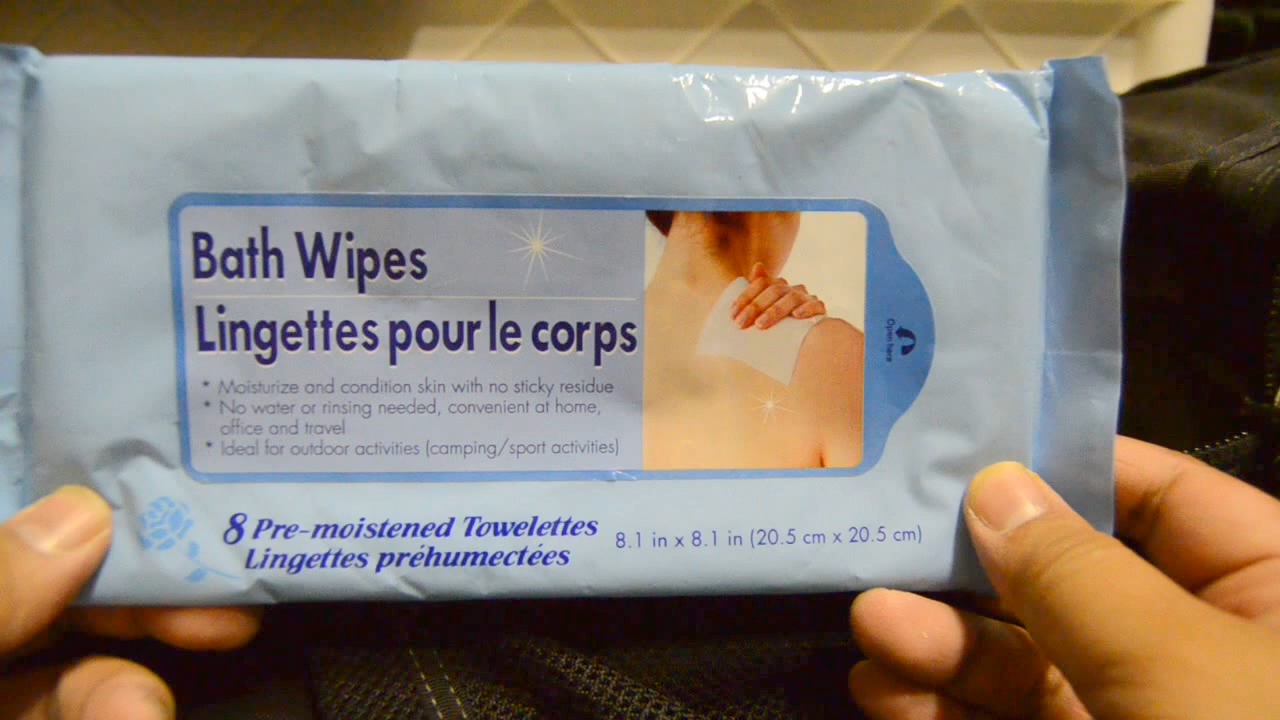 Bath Wipes
Lingettes pour le corps
* Moisturize and condition skin with no sticky residue
* No water or rinsing needed, convenient at home,
office and travel
* Ideal for outdoor activities (camping/sport activities)
Open here
8 Pre-moistened Towelettes
Lingettes préhumectées
8.1 in x 8.1 in (20.5 cm x 20.5 cm)